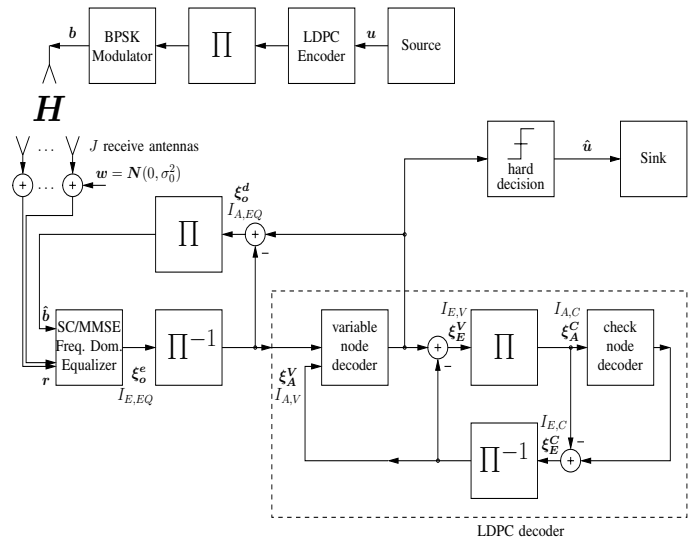 b
BPSK
Modulator
∏
LDPC
Encoder
u
Source
H
... J receive antennas
+ ... + w = N(0, σ₀²)
hard
decision
û
Sink
ξ_o^d
I_{A,EQ}
∏
+
−
b̂
SC/MMSE
Freq. Dom.
Equalizer
r
ξ_o^e
I_{E,EQ}
∏⁻¹
variable
node
decoder
ξ_A^V
I_{A,V}
+
−
I_{E,V}
ξ_E^V
∏
I_{A,C}
ξ_A^C
check
node
decoder
I_{E,C}
ξ_E^C
−
+
∏⁻¹
LDPC decoder